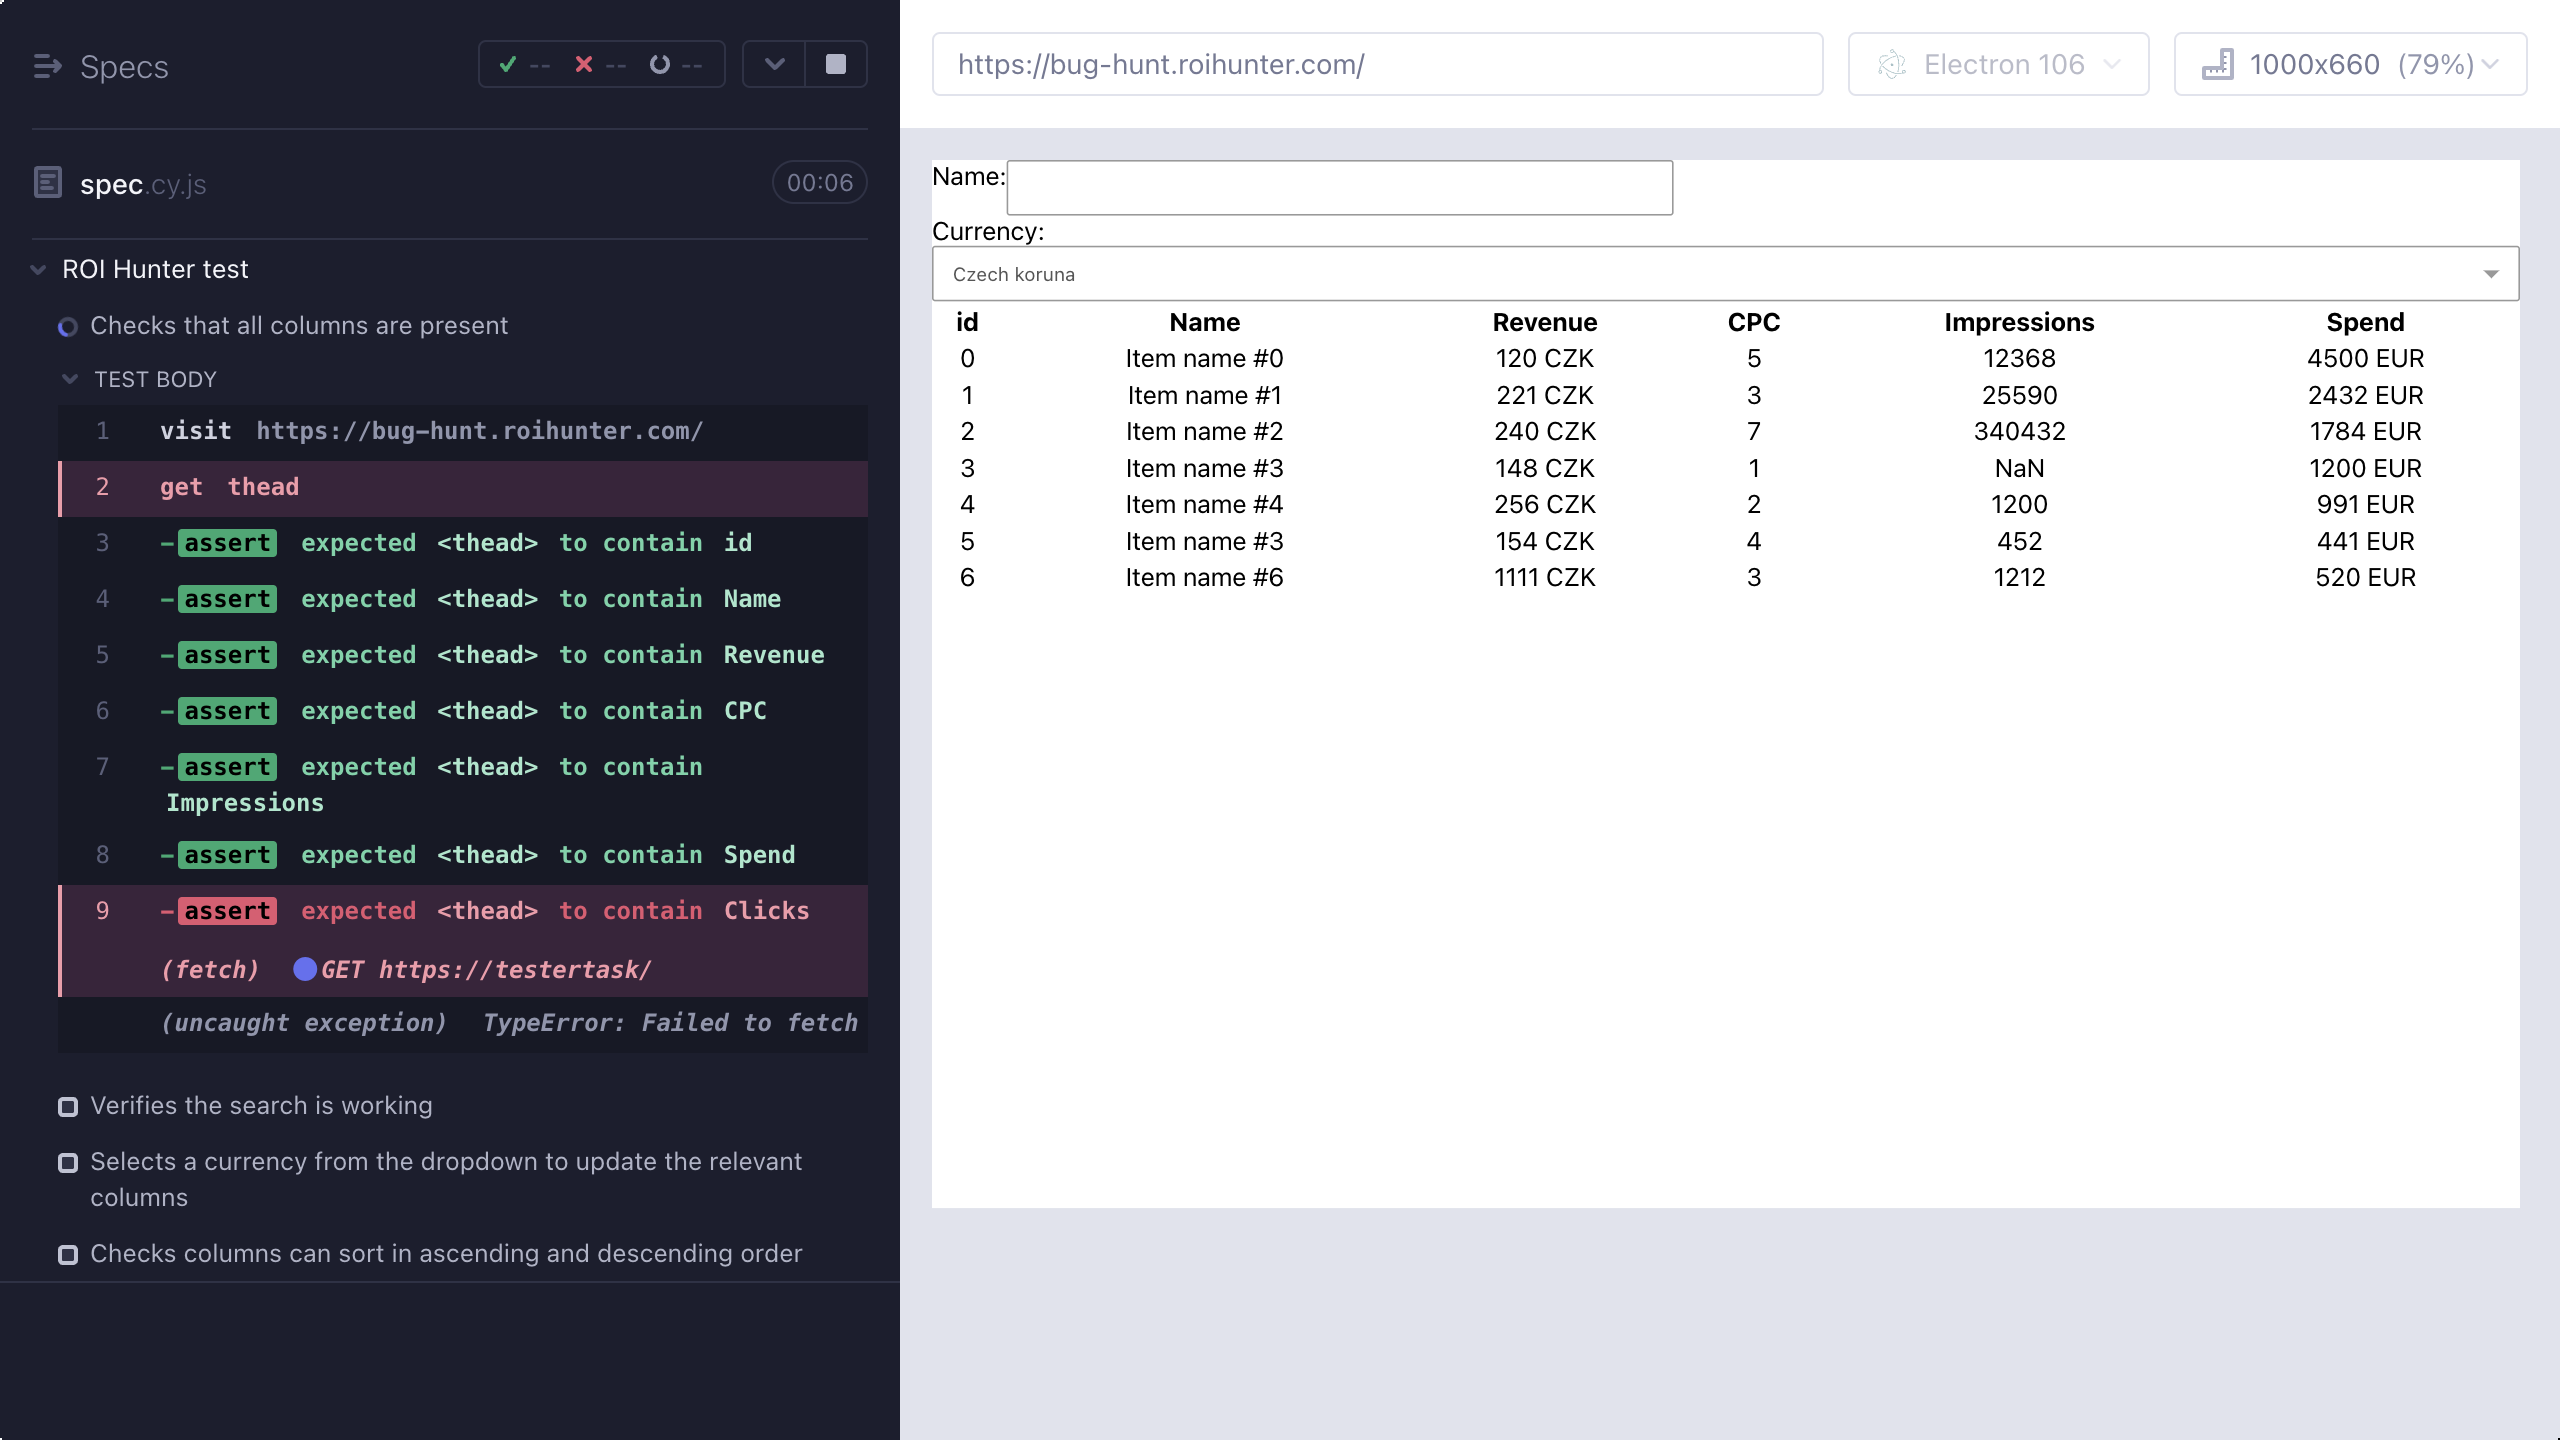 Specs
-- -- --
spec.cy.js
00:06
ROI Hunter test
Checks that all columns are present
TEST BODY
1 visit https://bug-hunt.roihunter.com/
2 get thead
3 -assert expected <thead> to contain id
4 -assert expected <thead> to contain Name
5 -assert expected <thead> to contain Revenue
6 -assert expected <thead> to contain CPC
7 -assert expected <thead> to contain
Impressions
8 -assert expected <thead> to contain Spend
9 -assert expected <thead> to contain Clicks
(fetch) GET https://testertask/
(uncaught exception) TypeError: Failed to fetch
Verifies the search is working
Selects a currency from the dropdown to update the relevant
columns
Checks columns can sort in ascending and descending order
https://bug-hunt.roihunter.com/
Electron 106
1000x660 (79%)
Name:
Currency:
Czech koruna
id Name Revenue CPC Impressions Spend
0 Item name #0 120 CZK 5 12368 4500 EUR
1 Item name #1 221 CZK 3 25590 2432 EUR
2 Item name #2 240 CZK 7 340432 1784 EUR
3 Item name #3 148 CZK 1 NaN 1200 EUR
4 Item name #4 256 CZK 2 1200 991 EUR
5 Item name #3 154 CZK 4 452 441 EUR
6 Item name #6 1111 CZK 3 1212 520 EUR